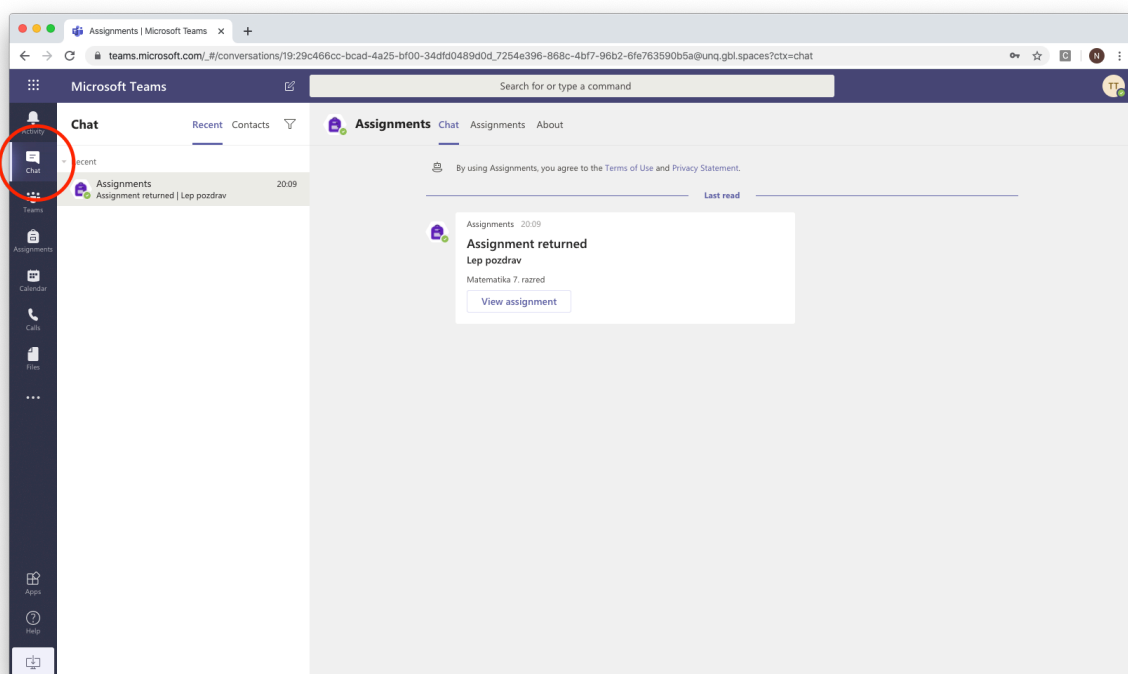 Assignments | Microsoft Teams
teams.microsoft.com/_#/conversations/19:29c466cc-bcad-4a25-bf00-34dfd0489d0d_7254e396-868c-4bf7-96b2-6fe763590b5a@unq.gbl.spaces?ctx=chat
C
N
Microsoft Teams
Search for or type a command
TT
Activity
Chat
Teams
Assignments
Calendar
Calls
Files
Apps
Help
Chat
Recent
Contacts
Recent
Assignments 20:09
Assignment returned | Lep pozdrav
Assignments Chat Assignments About
By using Assignments, you agree to the Terms of Use and Privacy Statement.
Last read
Assignments 20:09
Assignment returned
Lep pozdrav
Matematika 7. razred
View assignment